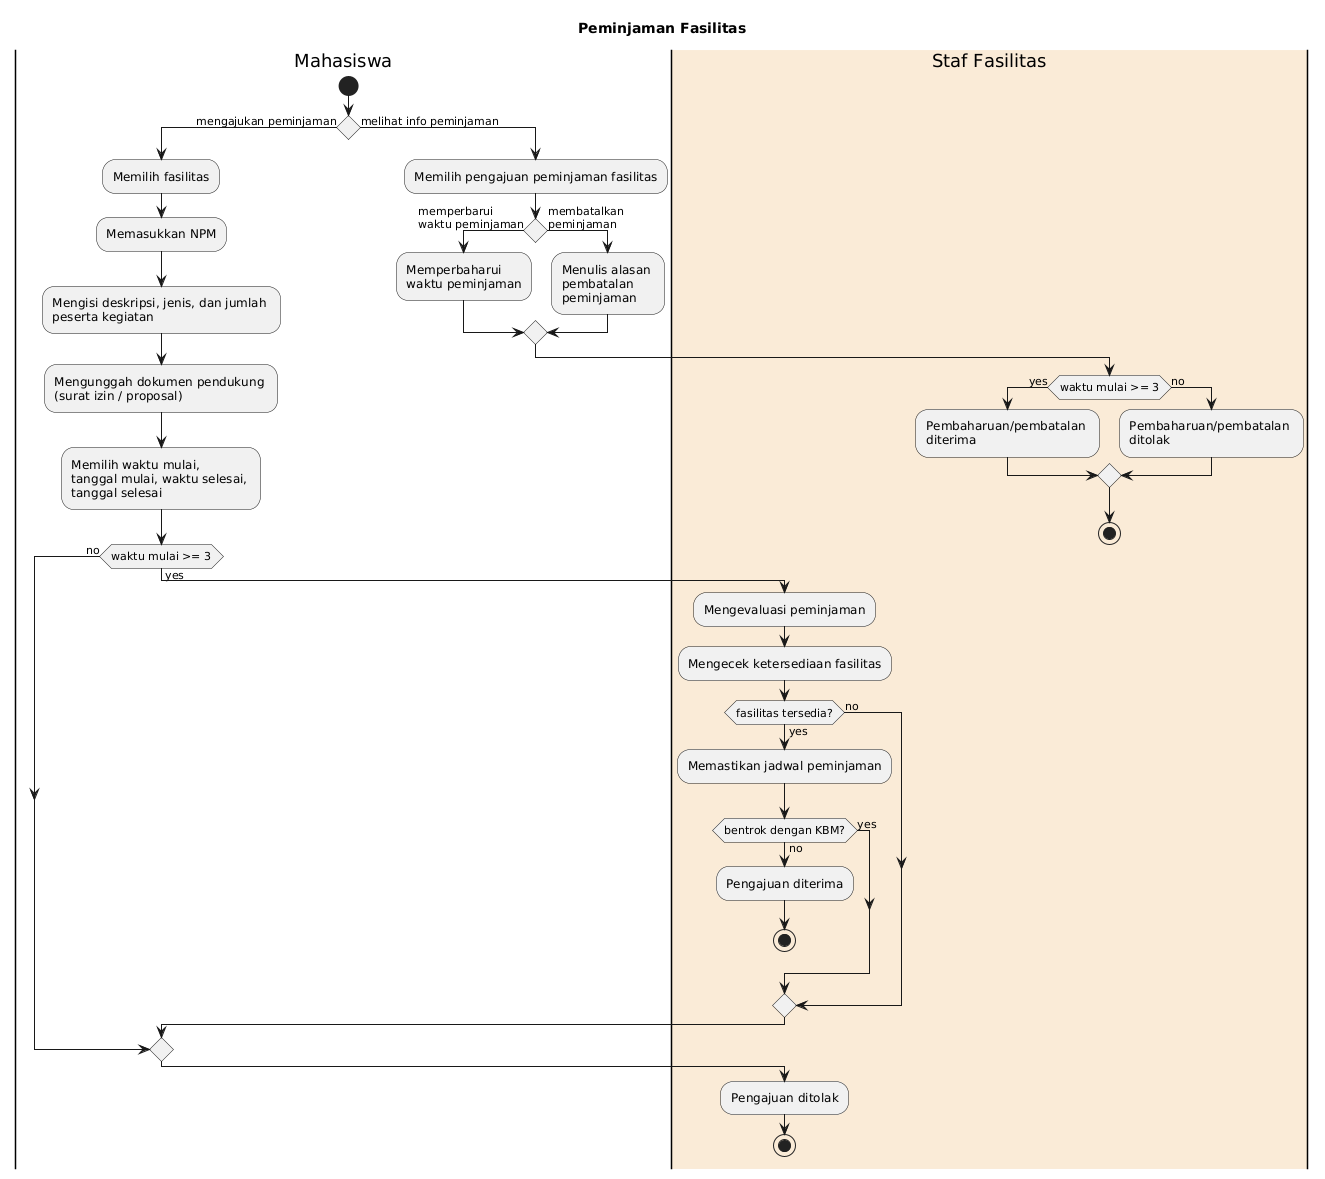 Peminjaman Fasilitas
Mahasiswa
Staf Fasilitas
mengajukan peminjaman
melihat info peminjaman
Memilih fasilitas
Memilih pengajuan peminjaman fasilitas
Memasukkan NPM
memperbarui
waktu peminjaman
membatalkan
peminjaman
Memperbaharui
waktu peminjaman
Menulis alasan
pembatalan
peminjaman
Mengisi deskripsi, jenis, dan jumlah
peserta kegiatan
Mengunggah dokumen pendukung
(surat izin / proposal)
Memilih waktu mulai,
tanggal mulai, waktu selesai,
tanggal selesai
yes
waktu mulai >= 3
no
Pembaharuan/pembatalan
diterima
Pembaharuan/pembatalan
ditolak
no
waktu mulai >= 3
yes
Mengevaluasi peminjaman
Mengecek ketersediaan fasilitas
fasilitas tersedia?
no
yes
Memastikan jadwal peminjaman
bentrok dengan KBM?
yes
no
Pengajuan diterima
Pengajuan ditolak